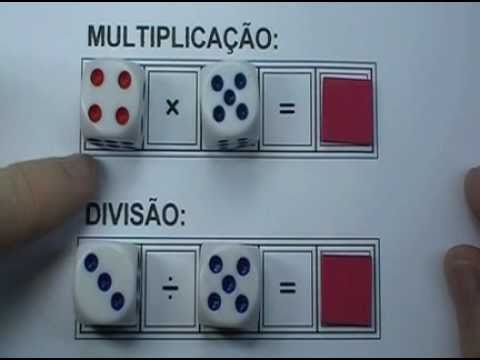 MULTIPLICAÇÃO:
× =
DIVISÃO:
÷ =